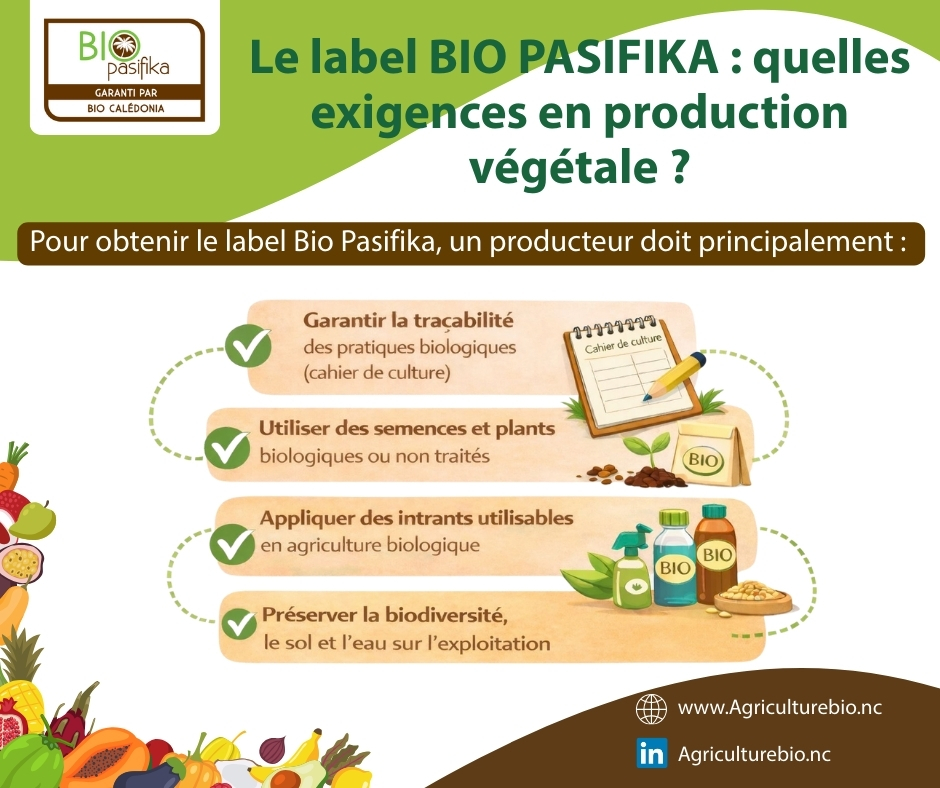 BIO
pasifika
GARANTI PAR
BIO CALÉDONIA
Le label BIO PASIFIKA : quelles
exigences en production
végétale ?
Pour obtenir le label Bio Pasifika, un producteur doit principalement :
Garantir la traçabilité
des pratiques biologiques
(cahier de culture)
Cahier de culture
Utiliser des semences et plants
biologiques ou non traités
BIO
Appliquer des intrants utilisables
en agriculture biologique
BIO
BIO
Préserver la biodiversité,
le sol et l'eau sur l'exploitation
www.Agriculturebio.nc
in
Agriculturebio.nc